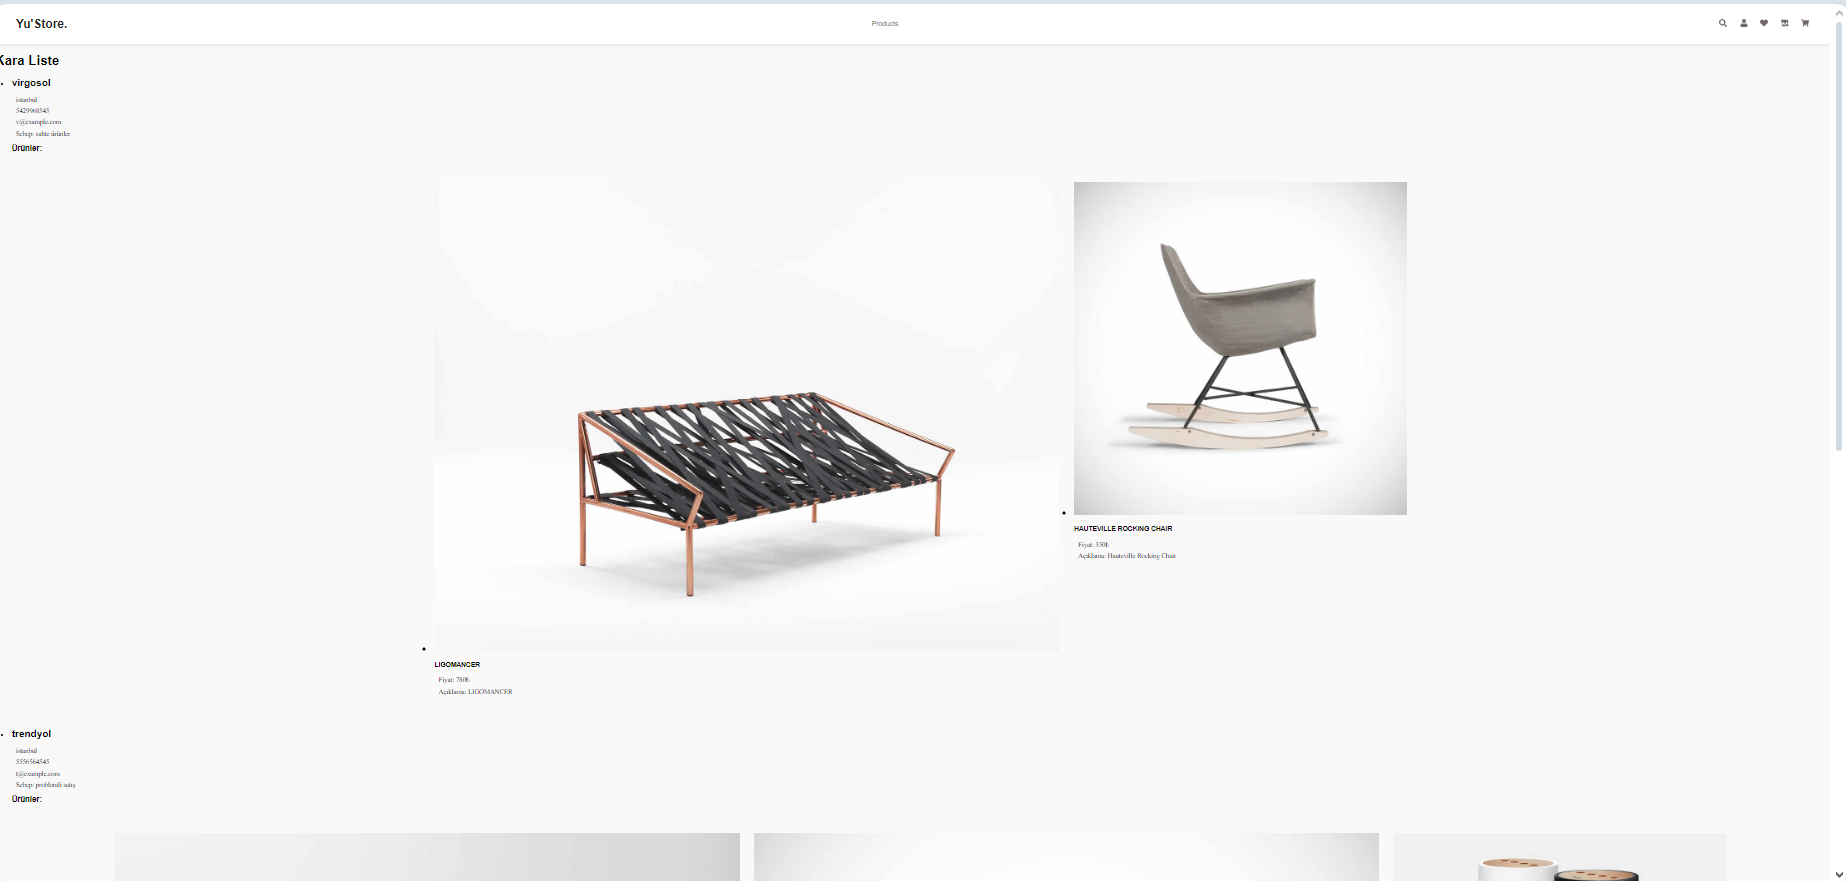 Yu'Store.
Products
Kara Liste
virgosol
istanbul
5429968545
v@example.com
Sebep: sahte ürünler
Ürünler:
HAUTEVILLE ROCKING CHAIR
Fiyat: 350₺
Açıklama: Hauteville Rocking Chair
LIGOMANCER
Fiyat: 780₺
Açıklama: LIGOMANCER
trendyol
istanbul
5556564545
t@example.com
Sebep: problemli satış
Ürünler: